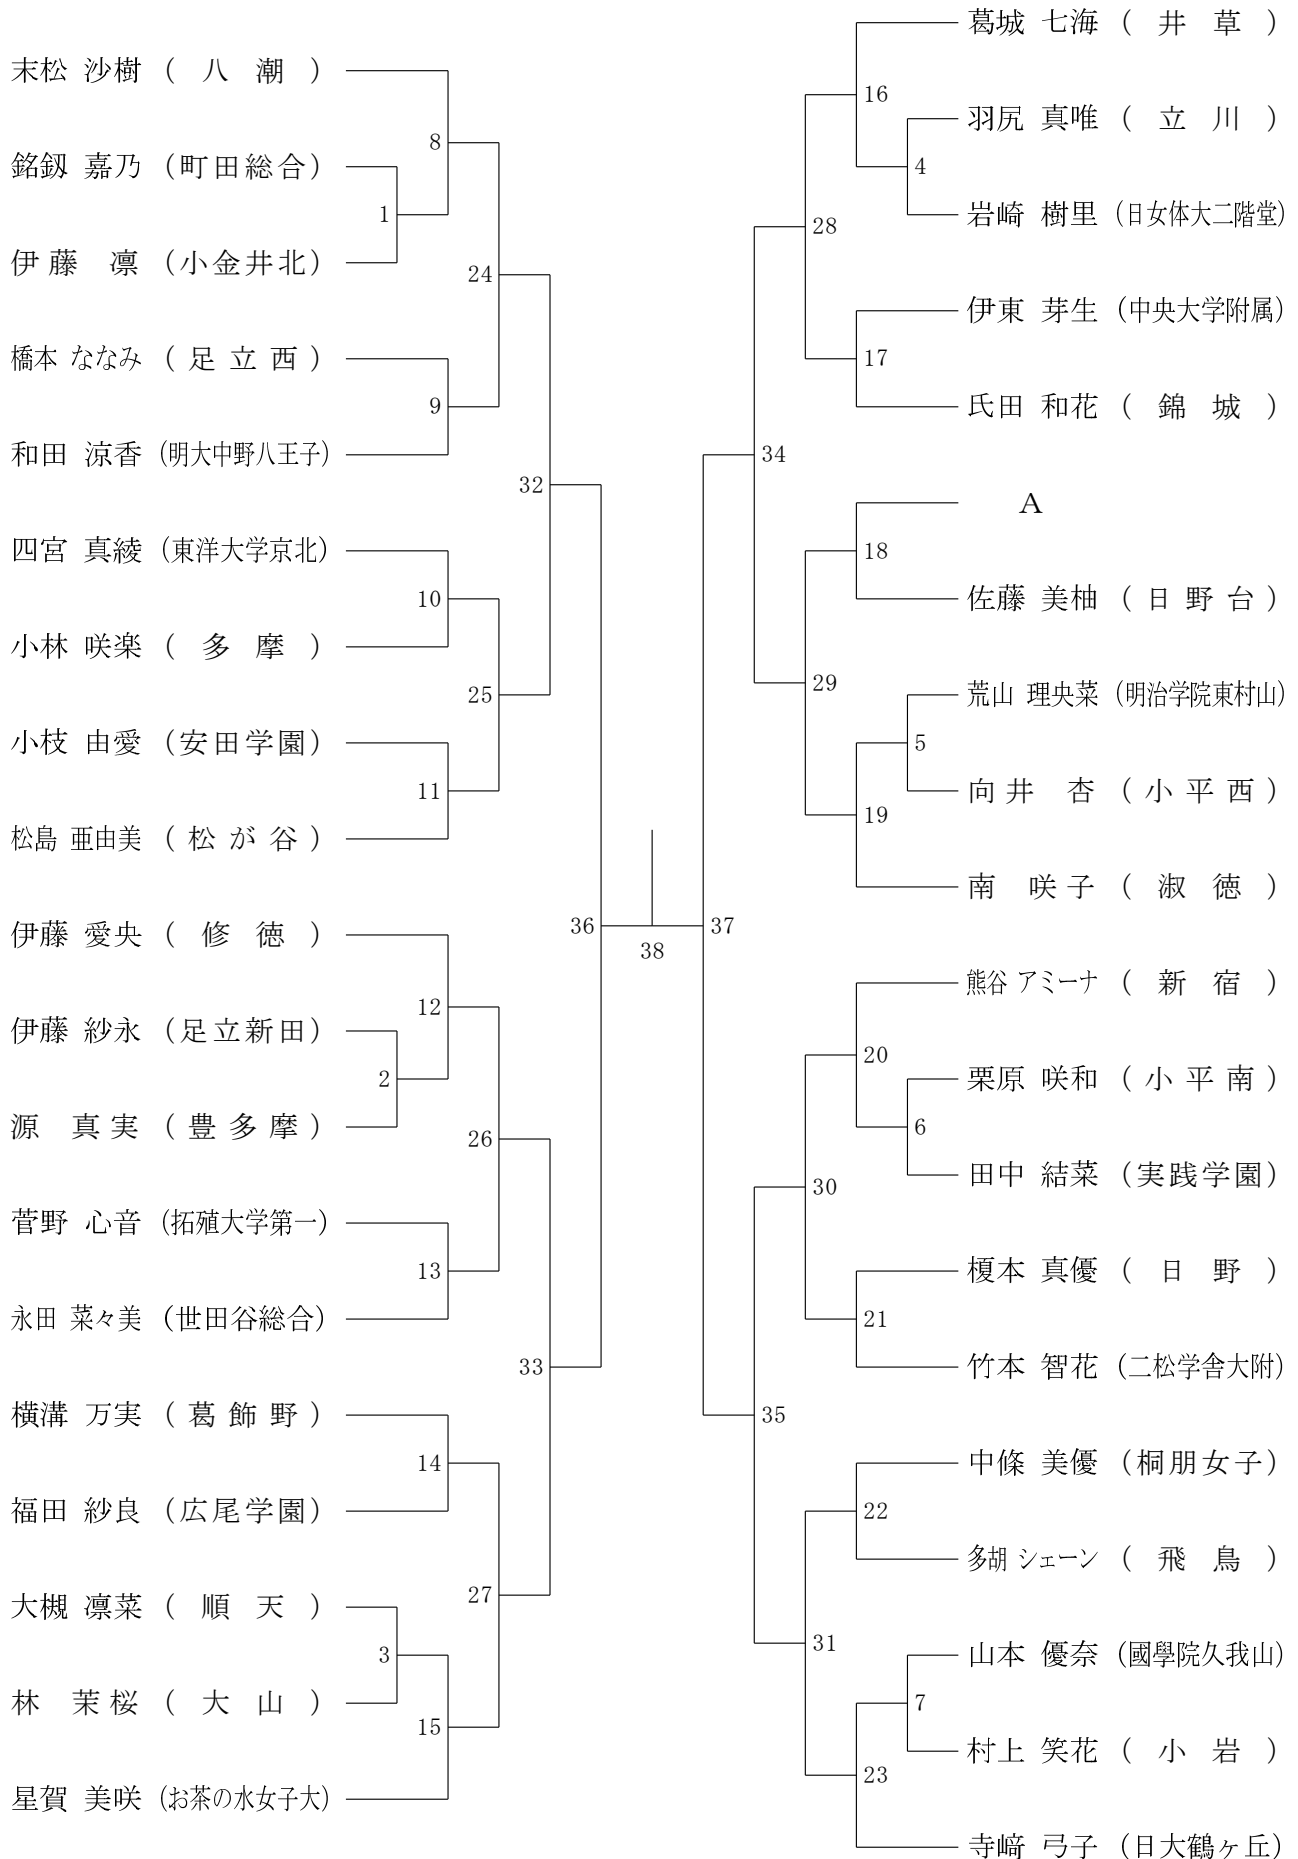 末松 沙樹 （ 八 潮 ）
8
銘釼 嘉乃 （町田総合）
1
伊藤 凛 （小金井北）
24
橋本 ななみ （ 足 立 西 ）
9
和田 涼香 （明大中野八王子）
32
四宮 真綾 （東洋大学京北）
10
小林 咲楽 （ 多 摩 ）
25
小枝 由愛 （安田学園）
11
松島 亜由美 （ 松 が 谷 ）
36
伊藤 愛央 （ 修 徳 ）
12
伊藤 紗永 （足立新田）
2
源 真実 （ 豊 多 摩 ）
26
菅野 心音 （拓殖大学第一）
13
永田 菜々美 （世田谷総合）
33
横溝 万実 （ 葛 飾 野 ）
14
福田 紗良 （広尾学園）
27
大槻 凛菜 （ 順 天 ）
3
林 茉桜 （ 大 山 ）
15
星賀 美咲 （お茶の水女子大）
38
葛城 七海 （ 井 草 ）
16
羽尻 真唯 （ 立 川 ）
4
岩崎 樹里 （日女体大二階堂）
28
伊東 芽生 （中央大学附属）
17
氏田 和花 （ 錦 城 ）
34
A
18
佐藤 美柚 （ 日 野 台 ）
29
荒山 理央菜 （明治学院東村山）
5
向井 杏 （ 小 平 西 ）
19
南 咲子 （ 淑 徳 ）
37
熊谷 アミーナ （ 新 宿 ）
20
栗原 咲和 （ 小 平 南 ）
6
田中 結菜 （実践学園）
30
榎本 真優 （ 日 野 ）
21
竹本 智花 （二松学舎大附）
35
中條 美優 （桐朋女子）
22
多胡 シェーン （ 飛 鳥 ）
31
山本 優奈 （國學院久我山）
7
村上 笑花 （ 小 岩 ）
23
寺﨑 弓子 （日大鶴ヶ丘）